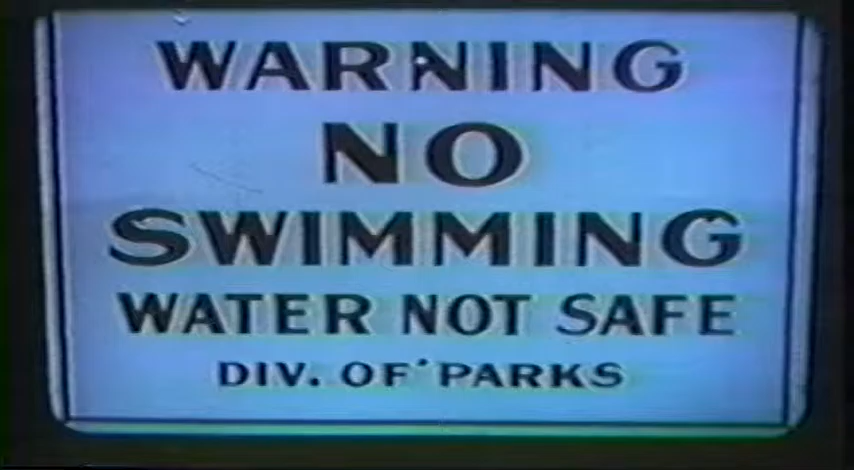 WARNING
NO
SWIMMING
WATER NOT SAFE
DIV. OF PARKS